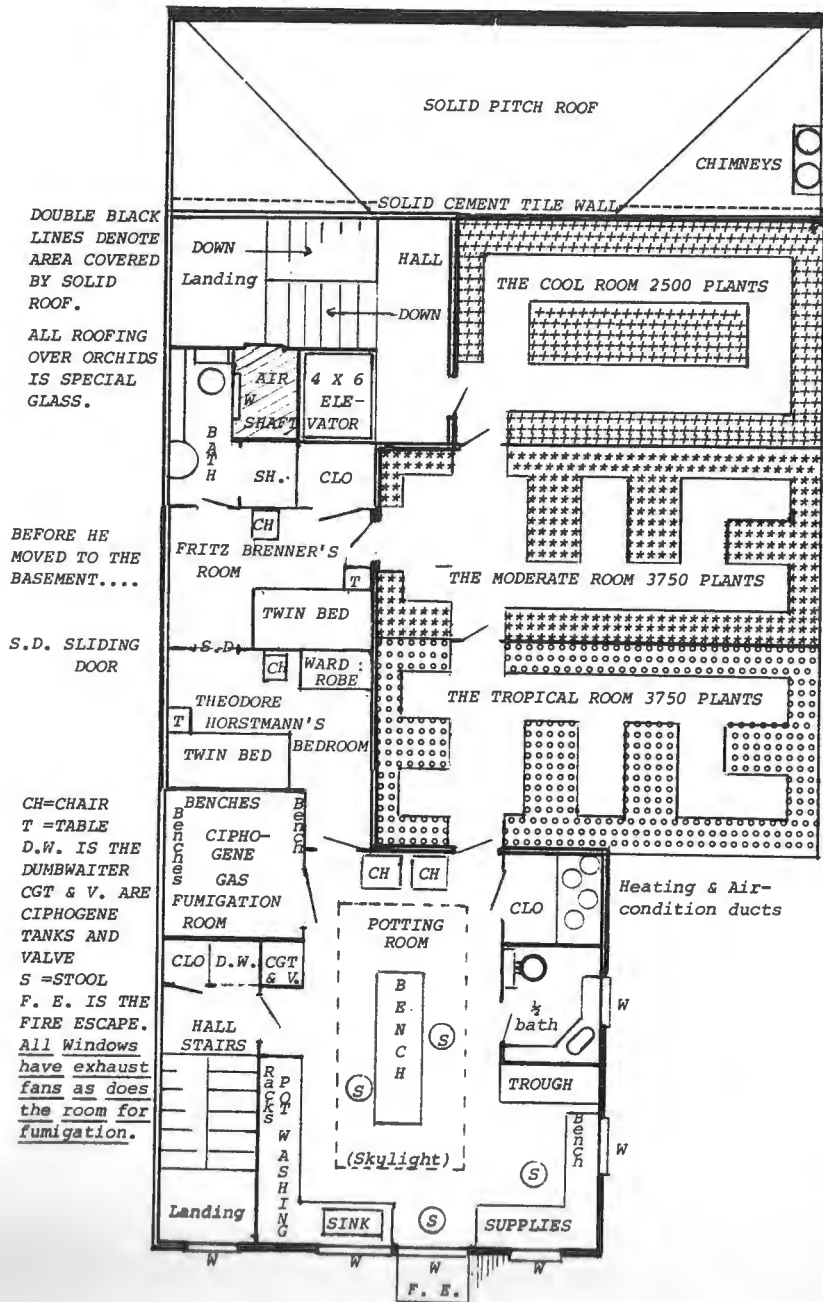 SOLID PITCH ROOF
CHIMNEYS
SOLID CEMENT TILE WALL
DOUBLE BLACK
LINES DENOTE
AREA COVERED
BY SOLID
ROOF.
ALL ROOFING
OVER ORCHIDS
IS SPECIAL
GLASS.
DOWN
Landing
HALL
DOWN
THE COOL ROOM 2500 PLANTS
AIR
W
SHAFT
4 X 6
ELE-
VATOR
BATH
SH.
CLO
BEFORE HE
MOVED TO THE
BASEMENT....
CH
FRITZ BRENNER'S
ROOM
T
TWIN BED
THE MODERATE ROOM 3750 PLANTS
S.D. SLIDING
DOOR
S.D
CH
WARD:
ROBE
THEODORE
HORSTMANN'S
BEDROOM
T
TWIN BED
THE TROPICAL ROOM 3750 PLANTS
CH=CHAIR
T =TABLE
D.W. IS THE
DUMBWAITER
CGT & V. ARE
CIPHOGENE
TANKS AND
VALVE
S =STOOL
F. E. IS THE
FIRE ESCAPE.
All Windows
have exhaust
fans as does
the room for
fumigation.
BENCHES
Benches
Bench
CIPHO-
GENE
GAS
FUMIGATION
ROOM
CH
CH
CLO
Heating & Air-
condition ducts
POTTING
ROOM
BENCH
CLO
D.W.
CGT
& V.
HALL
STAIRS
½
bath
W
S
S
TROUGH
Racks
POT WASHING
Bench
W
(Skylight)
S
Landing
SINK
S
SUPPLIES
W
W
W
W
F. E.